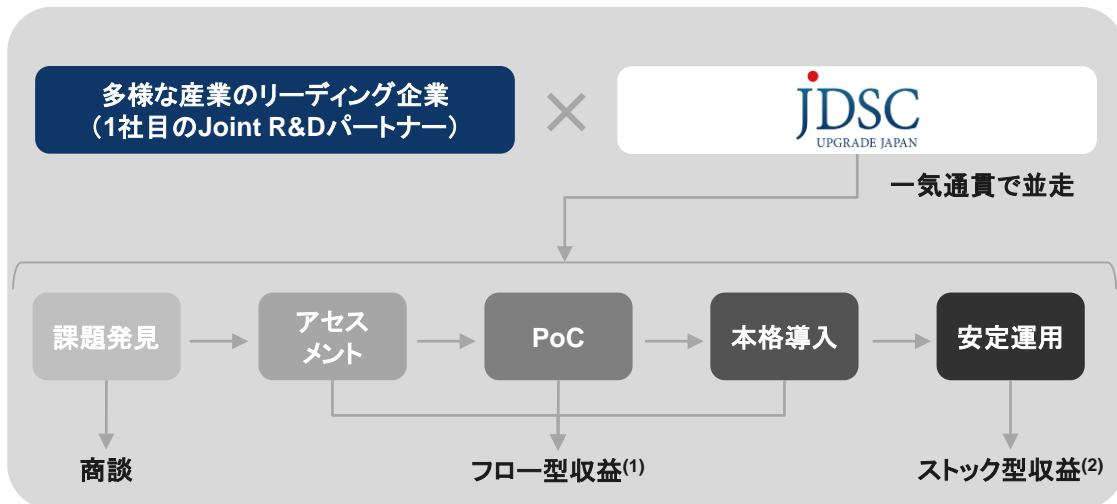 多様な産業のリーディング企業
（1社目のJoint R&Dパートナー）
×
JDSC
UPGRADE JAPAN
一気通貫で並走
課題発見
アセス
メント
PoC
本格導入
安定運用
商談
フロー型収益(1)
ストック型収益(2)